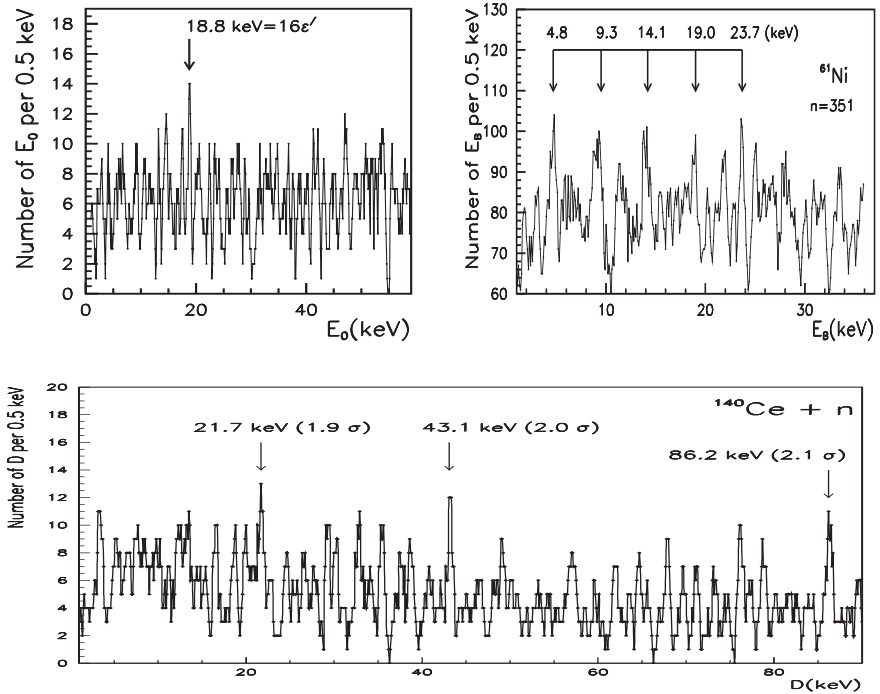 18.8 keV=16ε′
Number of E₀ per 0.5 keV
18
16
14
12
10
8
6
4
2
0
0 20 40
E₀(keV)
4.8 9.3 14.1 19.0 23.7 (keV)
⁶¹Ni
n=351
Number of E_B per 0.5 keV
130
120
110
100
90
80
70
60
10 20 30
E_B(keV)
¹⁴⁰Ce + n
21.7 keV (1.9 σ) 43.1 keV (2.0 σ)
86.2 keV (2.1 σ)
Number of D per 0.5 keV
20
18
16
14
12
10
8
6
4
2
0
20 40 60 80
D(keV)